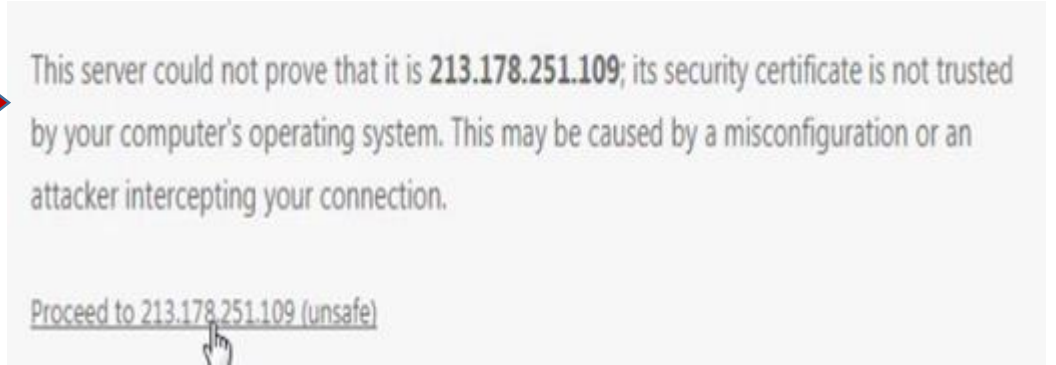 This server could not prove that it is 213.178.251.109; its security certificate is not trusted
by your computer's operating system. This may be caused by a misconfiguration or an
attacker intercepting your connection.
Proceed to 213.178.251.109 (unsafe)